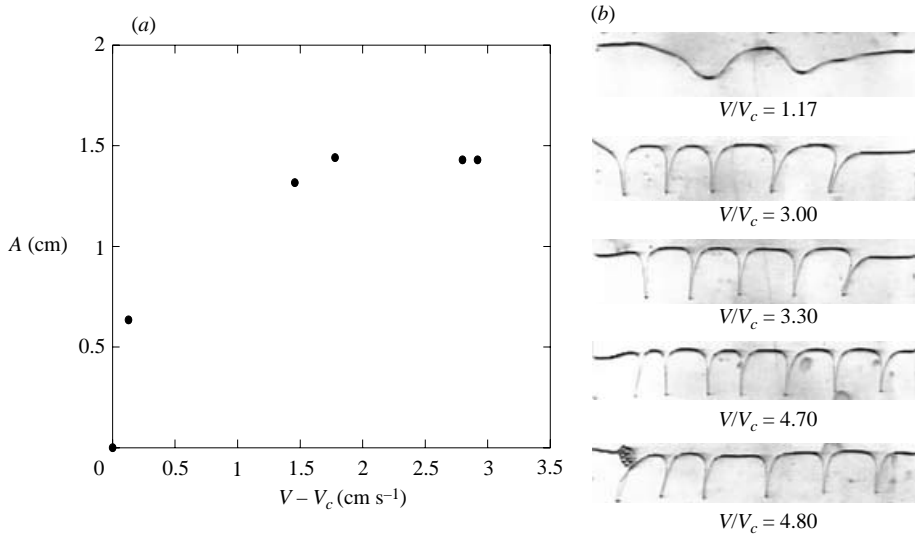 (a)
2
1.5
A (cm)
1
0.5
0
0 0.5 1 1.5 2 2.5 3 3.5
V – V_c (cm s⁻¹)
(b)
V/V_c = 1.17
V/V_c = 3.00
V/V_c = 3.30
V/V_c = 4.70
V/V_c = 4.80